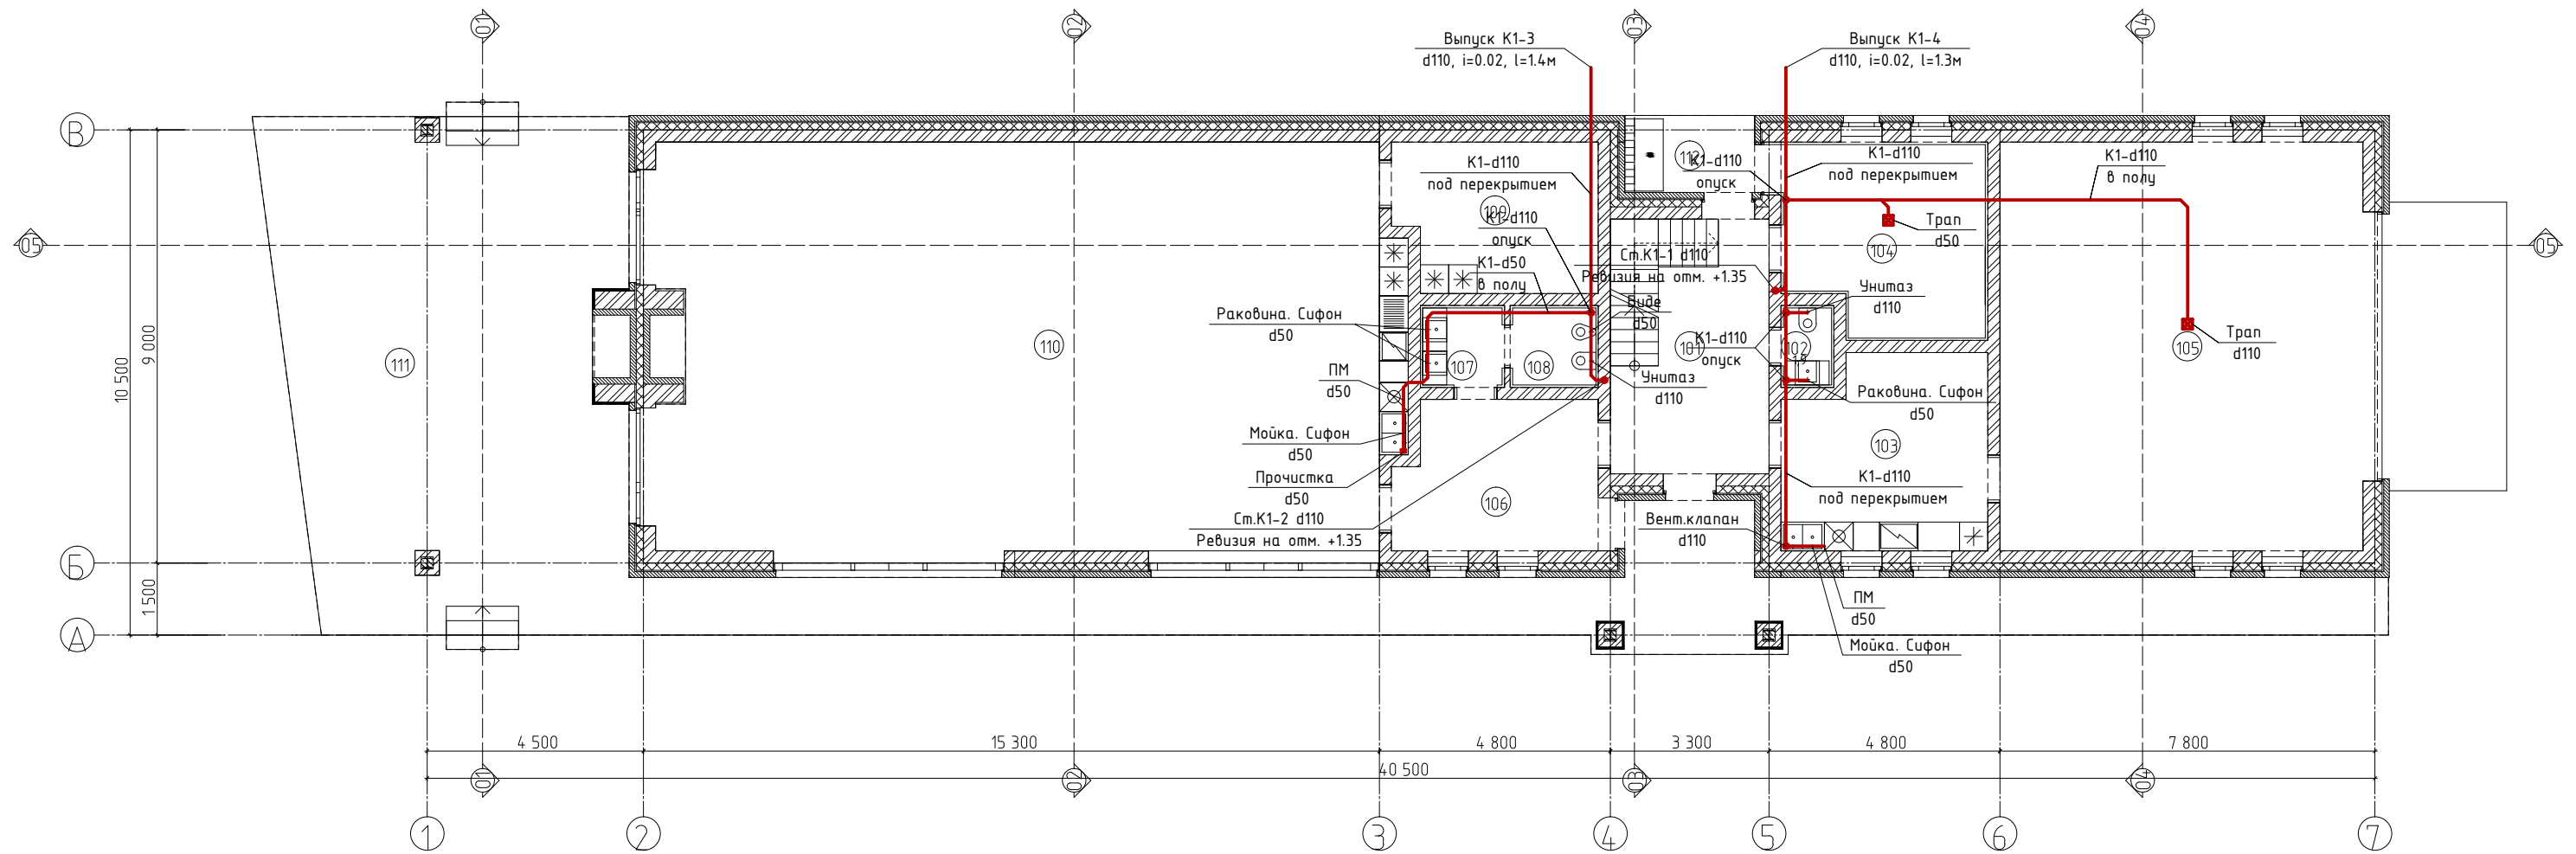 01
02
03
04
Выпуск К1-3
d110, i=0.02, l=1.4м
Выпуск К1-4
d110, i=0.02, l=1.3м
В
К1-d110
под перекрытием
112
К1-d110
опуск
К1-d110
под перекрытием
К1-d110
в полу
109
К1-d110
опуск
Трап
d50
104
05
05
К1-d50
в полу
Ст.К1-1 d110
Ревизия на отм. +1.35
Унитаз
d110
Раковина. Сифон
d50
Биде
d50
111
110
107
108
101
К1-d110
опуск
102
105
Трап
d110
9 000
10 500
ПМ
d50
Унитаз
d110
Раковина. Сифон
d50
Мойка. Сифон
d50
103
Прочистка
d50
К1-d110
под перекрытием
106
Ст.К1-2 d110
Ревизия на отм. +1.35
Вент.клапан
d110
Б
1 500
ПМ
d50
А
Мойка. Сифон
d50
4 500
15 300
4 800
3 300
4 800
7 800
40 500
01
02
03
04
1
2
3
4
5
6
7